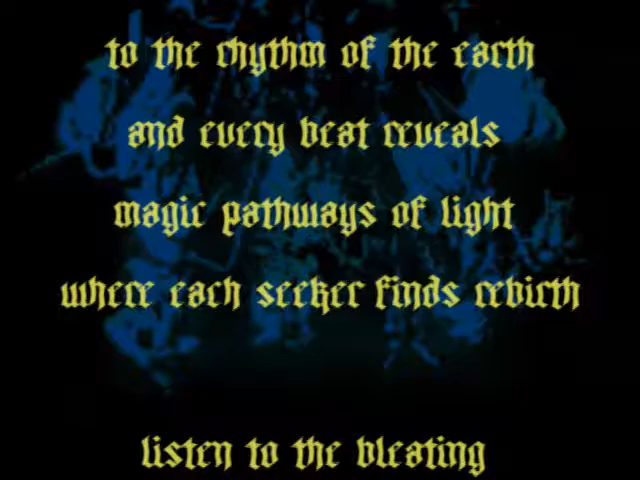 to the rhythm of the earth
and every beat reveals
magic pathways of light
where each seeker finds rebirth
listen to the bleating